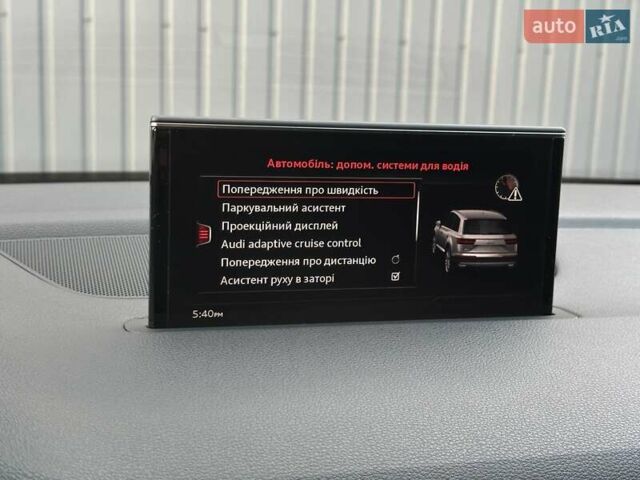 auto RIA.com
Автомобіль: допом. системи для водія
Попередження про швидкість
Паркувальний асистент
Проекційний дисплей
Audi adaptive cruise control
Попередження про дистанцію
Асистент руху в заторі
5:40PM